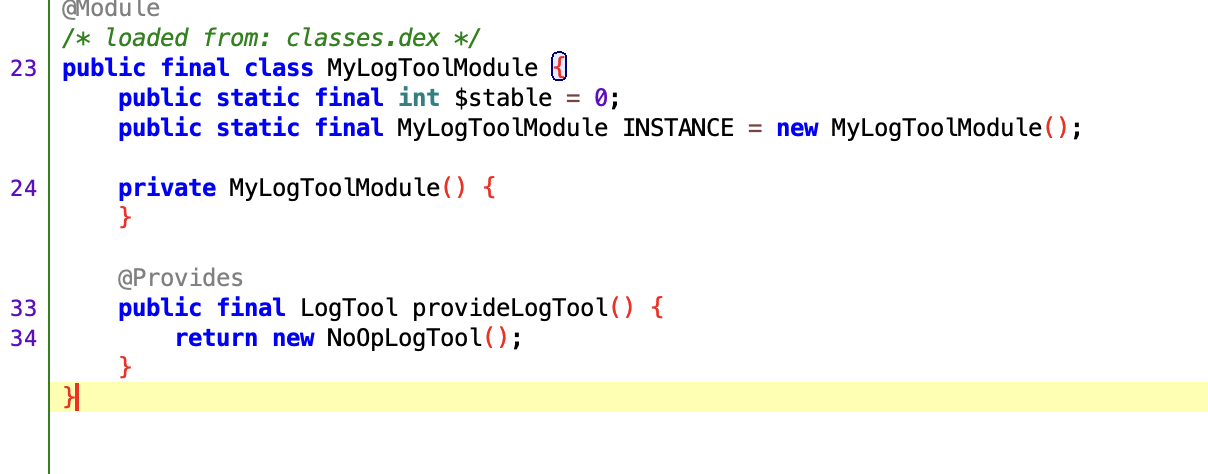 @Module
/* loaded from: classes.dex */
23 public final class MyLogToolModule {
public static final int $stable = 0;
public static final MyLogToolModule INSTANCE = new MyLogToolModule();
24 private MyLogToolModule() {
}
@Provides
33 public final LogTool provideLogTool() {
34 return new NoOpLogTool();
}
}